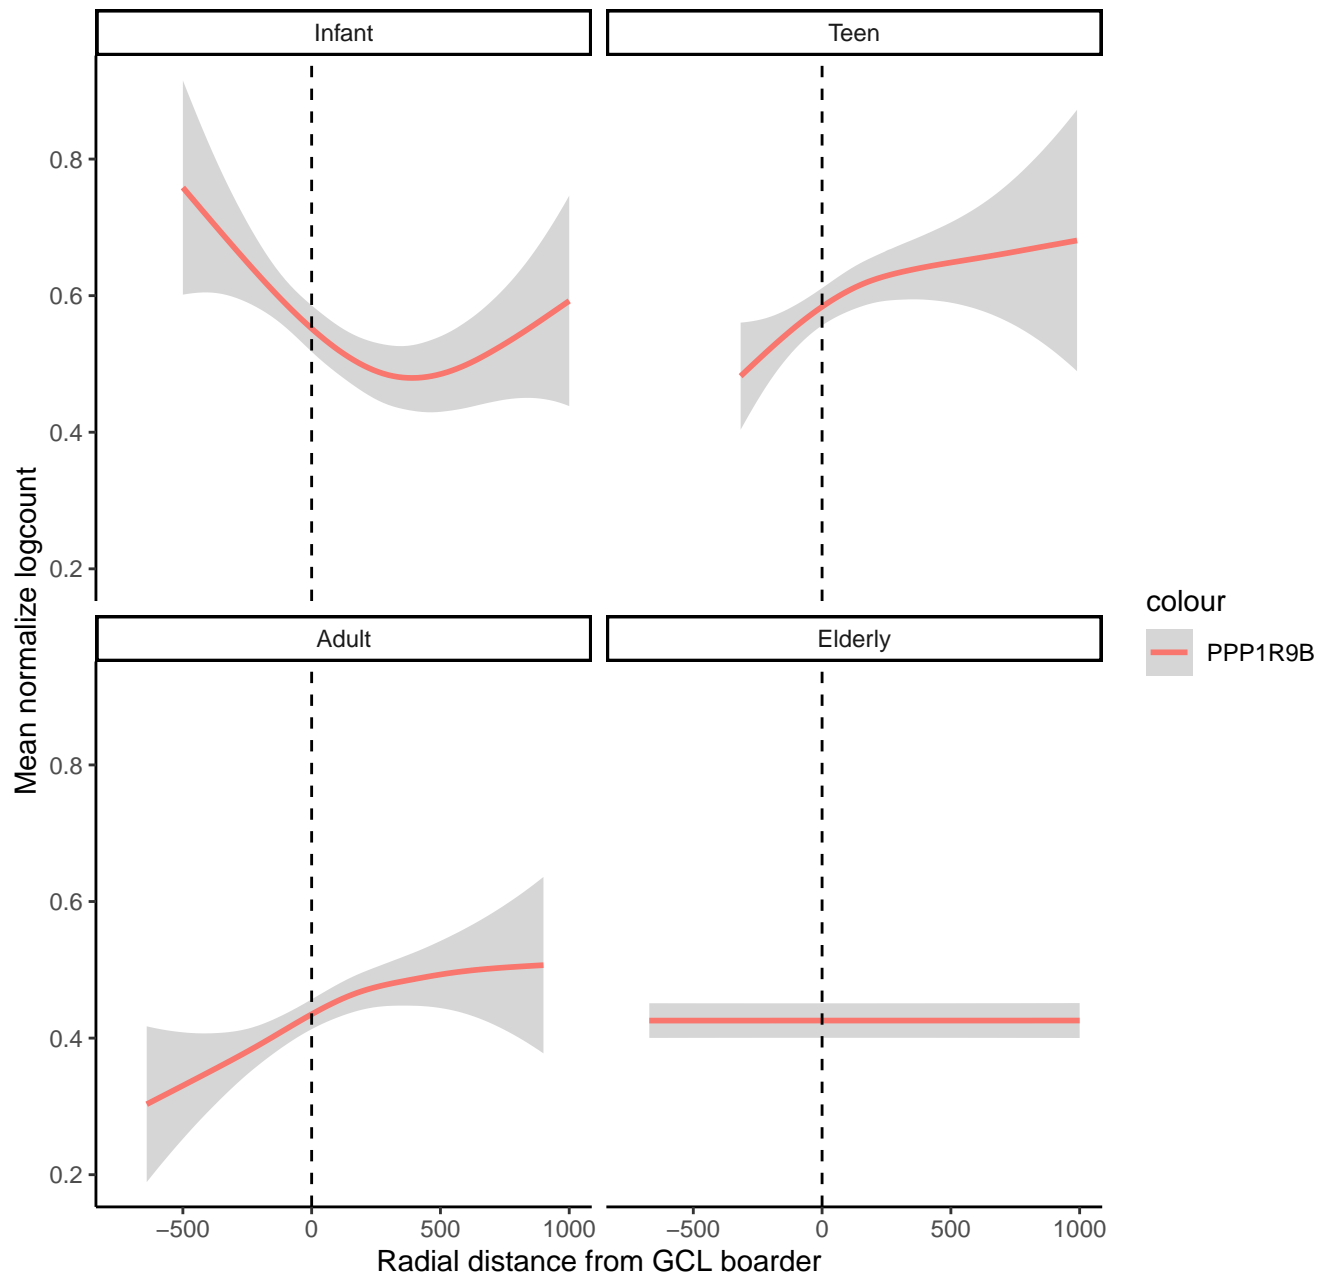 Infant
Teen
0.8
0.6
0.4
0.2
Adult
Elderly
0.8
0.6
0.4
0.2
−500
0
500
1000
−500
0
500
1000
Mean normalize logcount
Radial distance from GCL boarder
colour
PPP1R9B